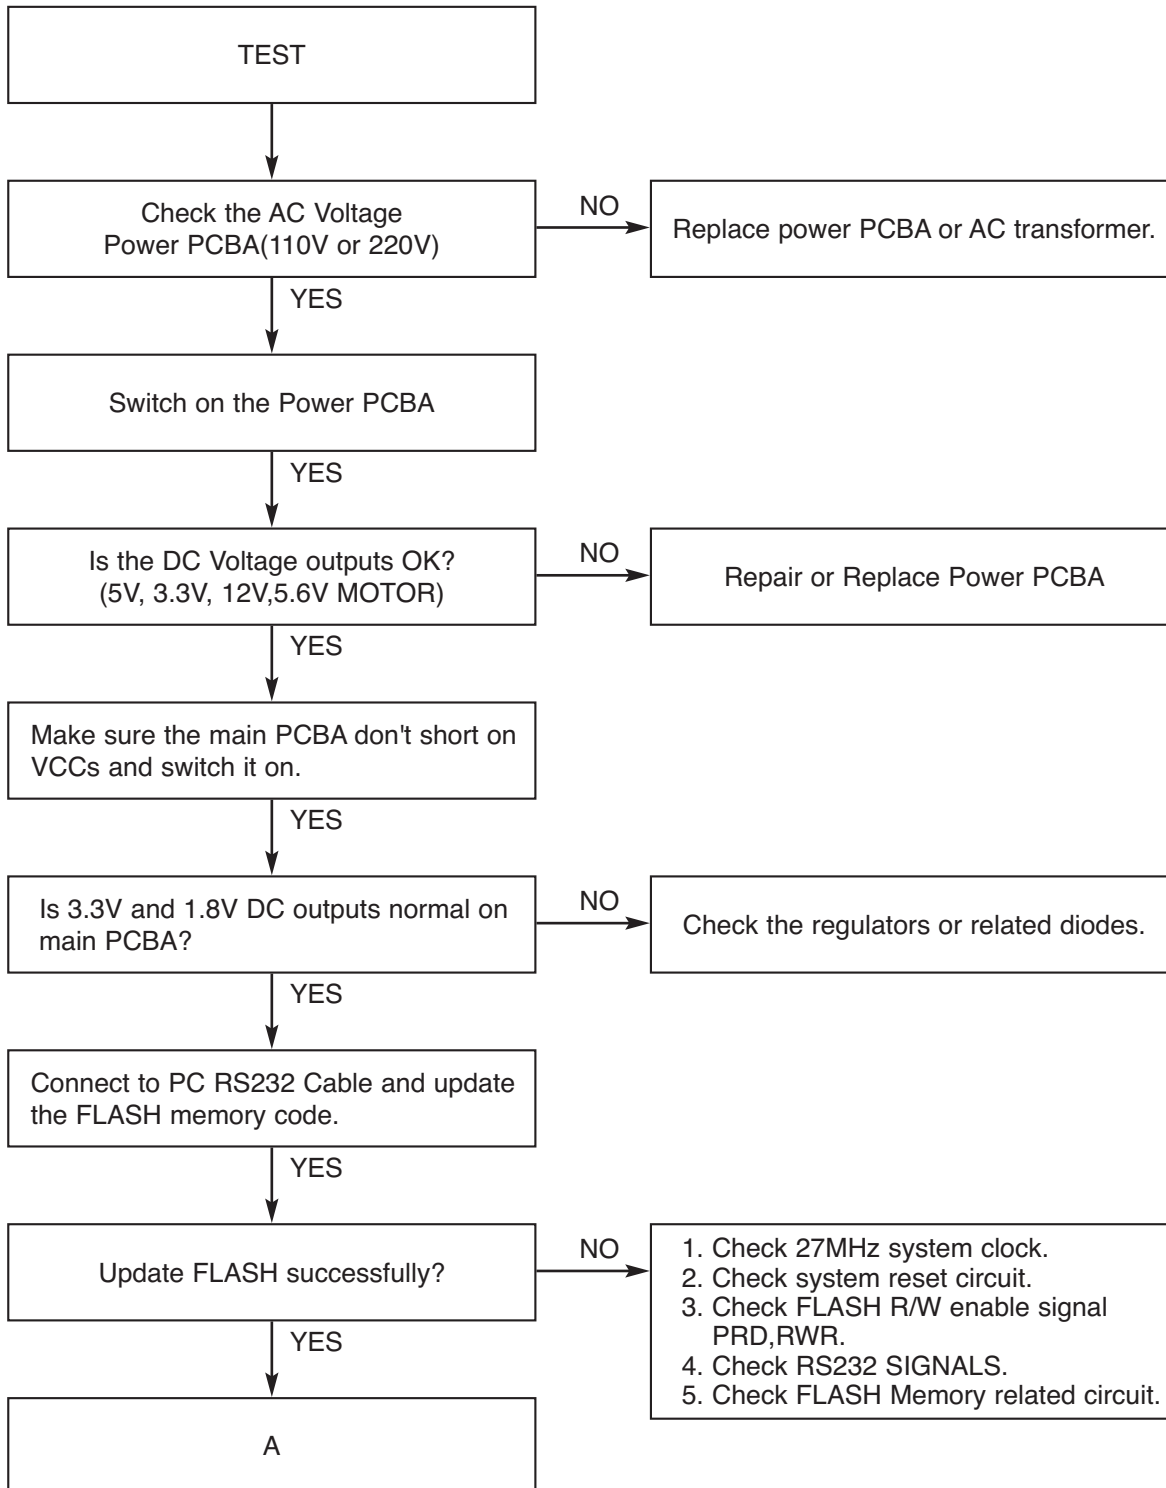 TEST
Check the AC Voltage
Power PCBA(110V or 220V)
NO
Replace power PCBA or AC transformer.
YES
Switch on the Power PCBA
YES
Is the DC Voltage outputs OK?
(5V, 3.3V, 12V,5.6V MOTOR)
NO
Repair or Replace Power PCBA
YES
Make sure the main PCBA don't short on
VCCs and switch it on.
YES
Is 3.3V and 1.8V DC outputs normal on
main PCBA?
NO
Check the regulators or related diodes.
YES
Connect to PC RS232 Cable and update
the FLASH memory code.
YES
Update FLASH successfully?
NO
1. Check 27MHz system clock.
2. Check system reset circuit.
3. Check FLASH R/W enable signal
PRD,RWR.
4. Check RS232 SIGNALS.
5. Check FLASH Memory related circuit.
YES
A